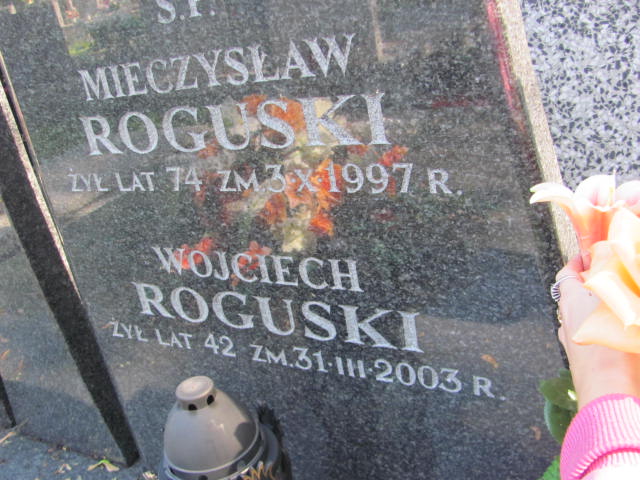 Ś.P.
MIECZYSŁAW
ROGUSKI
ŻYŁ LAT 74 ZM.3·X·1997 R.
WOJCIECH
ROGUSKI
ŻYŁ LAT 42 ZM.31·III·2003 R.